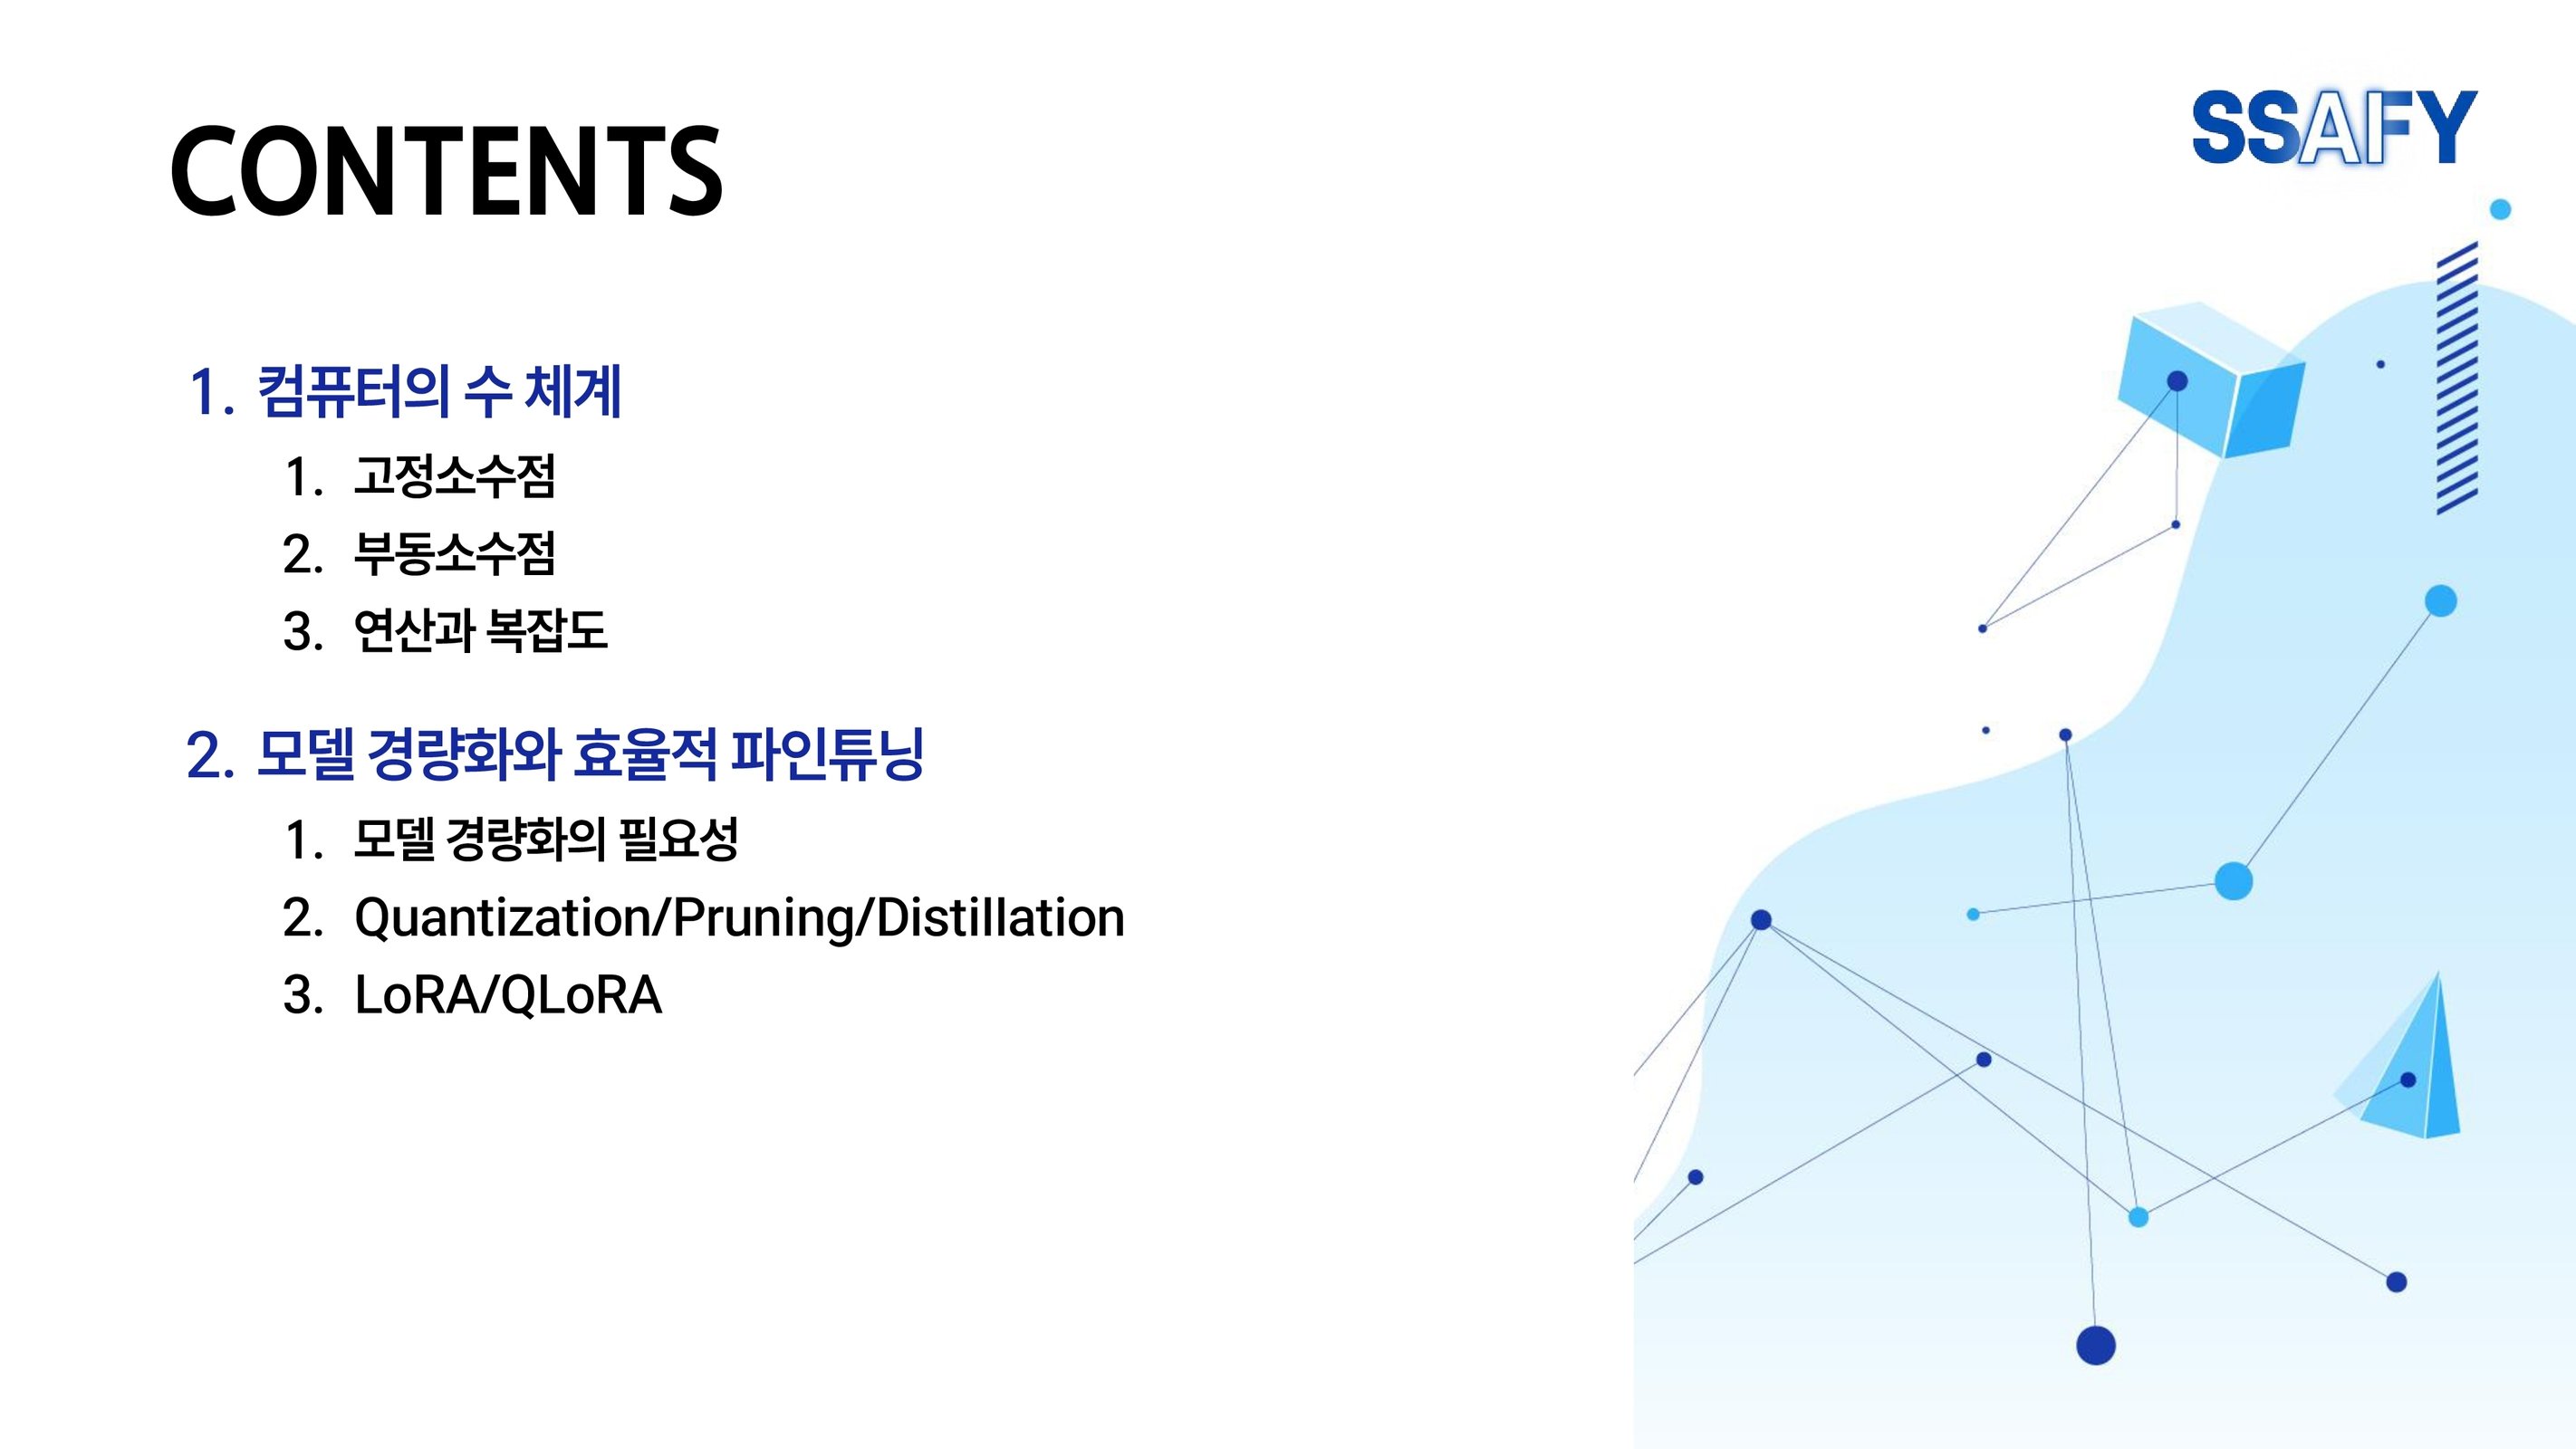 SSAFY
CONTENTS
1. 컴퓨터의 수 체계
1. 고정소수점
2. 부동소수점
3. 연산과 복잡도
2. 모델 경량화와 효율적 파인튜닝
1. 모델 경량화의 필요성
2. Quantization/Pruning/Distillation
3. LoRA/QLoRA